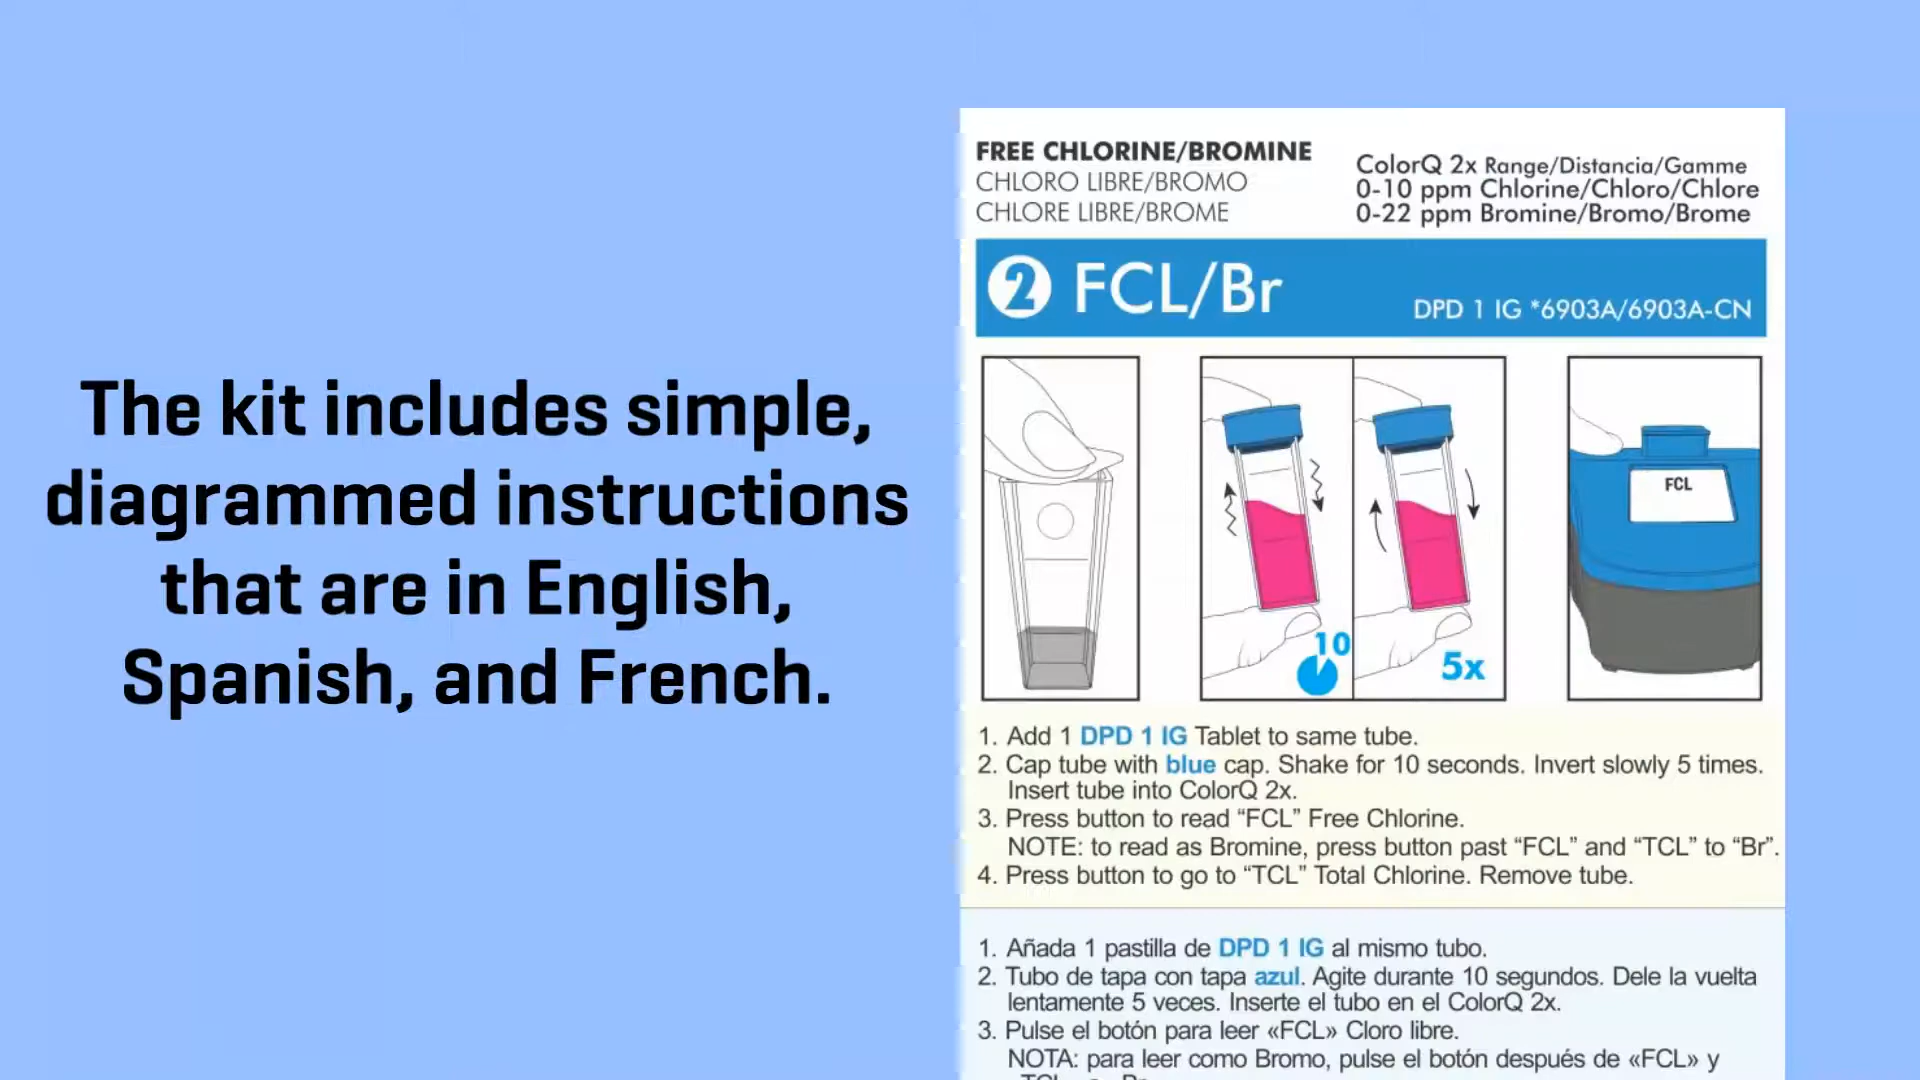 The kit includes simple,
diagrammed instructions
that are in English,
Spanish, and French.
FREE CHLORINE/BROMINE
CHLORO LIBRE/BROMO
CHLORE LIBRE/BROME
ColorQ 2x Range/Distancia/Gamme
0-10 ppm Chlorine/Chloro/Chlore
0-22 ppm Bromine/Bromo/Brome
2 FCL/Br
DPD 1 IG *6903A/6903A-CN
10
5x
FCL
1. Add 1 DPD 1 IG Tablet to same tube.
2. Cap tube with blue cap. Shake for 10 seconds. Invert slowly 5 times.
Insert tube into ColorQ 2x.
3. Press button to read “FCL” Free Chlorine.
NOTE: to read as Bromine, press button past “FCL” and “TCL” to “Br”.
4. Press button to go to “TCL” Total Chlorine. Remove tube.
1. Añada 1 pastilla de DPD 1 IG al mismo tubo.
2. Tubo de tapa con tapa azul. Agite durante 10 segundos. Dele la vuelta
lentamente 5 veces. Inserte el tubo en el ColorQ 2x.
3. Pulse el botón para leer «FCL» Cloro libre.
NOTA: para leer como Bromo, pulse el botón después de «FCL» y